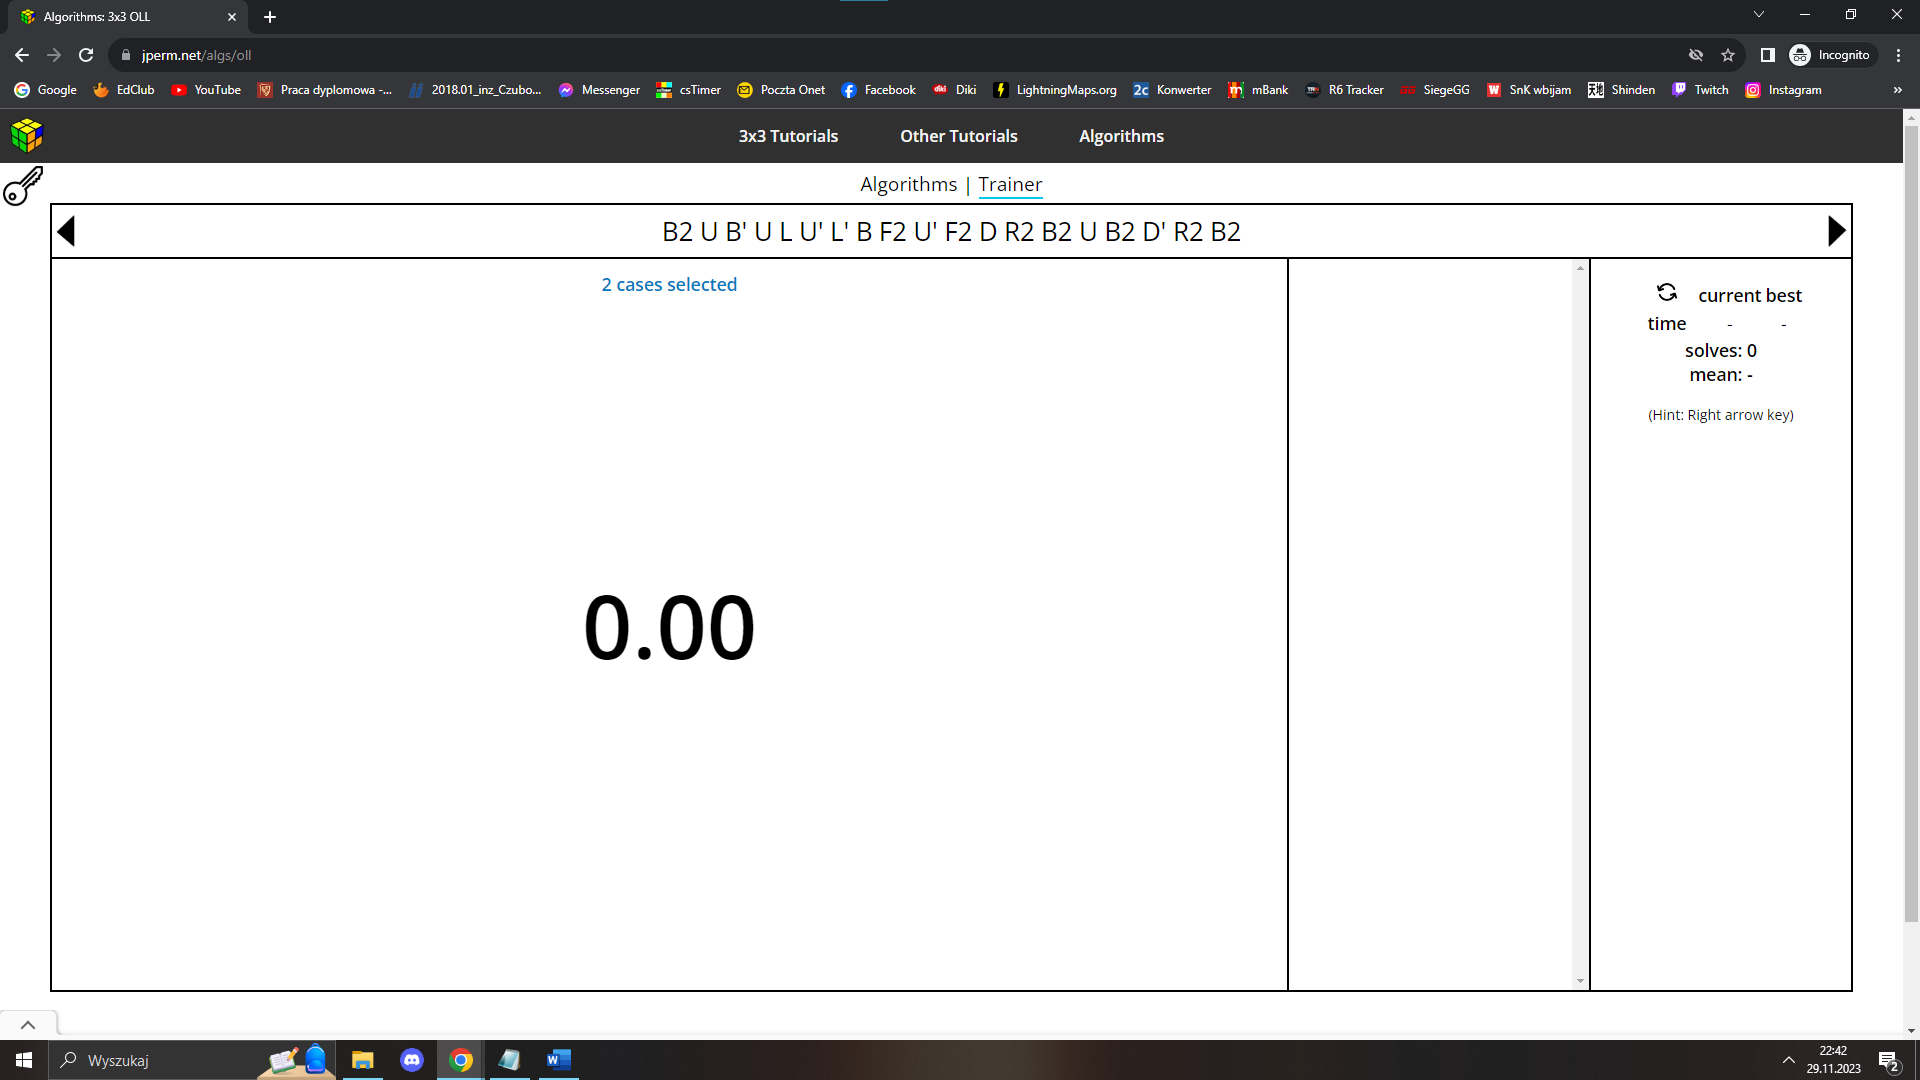 Algorithms: 3x3 OLL
jperm.net/algs/oll
Incognito
Google EdClub YouTube Praca dyplomowa -... 2018.01_inz_Czubo... Messenger csTimer Poczta Onet Facebook Diki LightningMaps.org Konwerter mBank R6 Tracker SiegeGG SnK wbijam Shinden Twitch Instagram »
3x3 Tutorials Other Tutorials Algorithms
Algorithms | Trainer
B2 U B' U L U' L' B F2 U' F2 D R2 B2 U B2 D' R2 B2
2 cases selected
current best
time - -
solves: 0
mean: -
(Hint: Right arrow key)
0.00
Wyszukaj
22:42
29.11.2023
2